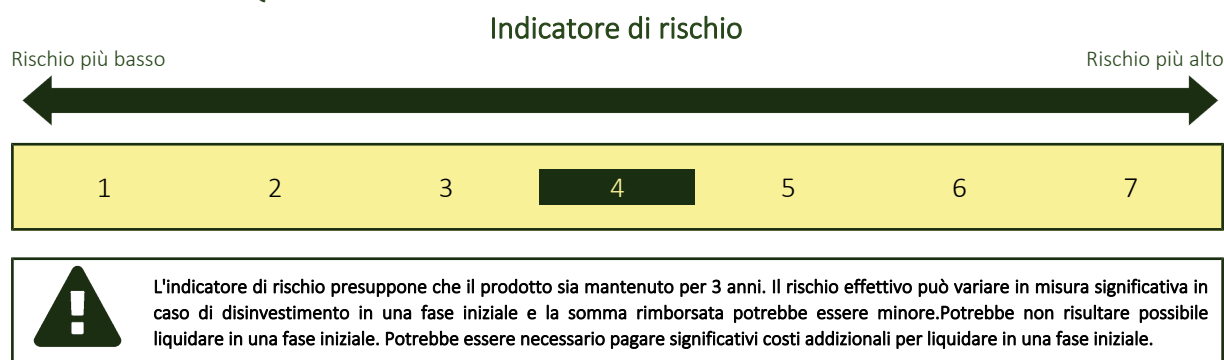 Indicatore di rischio
Rischio più basso
Rischio più alto
1 2 3 4 5 6 7
L'indicatore di rischio presuppone che il prodotto sia mantenuto per 3 anni. Il rischio effettivo può variare in misura significativa in
caso di disinvestimento in una fase iniziale e la somma rimborsata potrebbe essere minore.Potrebbe non risultare possibile
liquidare in una fase iniziale. Potrebbe essere necessario pagare significativi costi addizionali per liquidare in una fase iniziale.